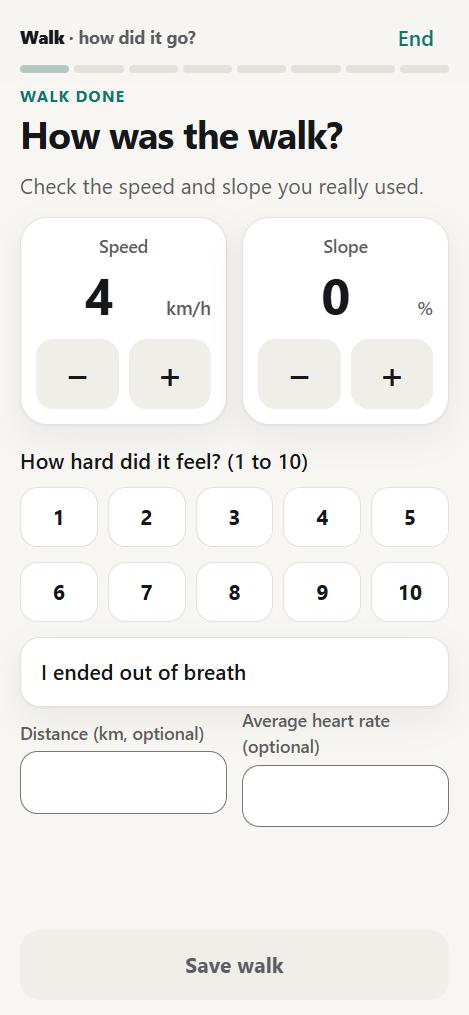 Walk · how did it go?
End
WALK DONE
How was the walk?
Check the speed and slope you really used.
Speed
4 km/h
− +
Slope
0 %
− +
How hard did it feel? (1 to 10)
1 2 3 4 5
6 7 8 9 10
I ended out of breath
Distance (km, optional)
Average heart rate
(optional)
Save walk